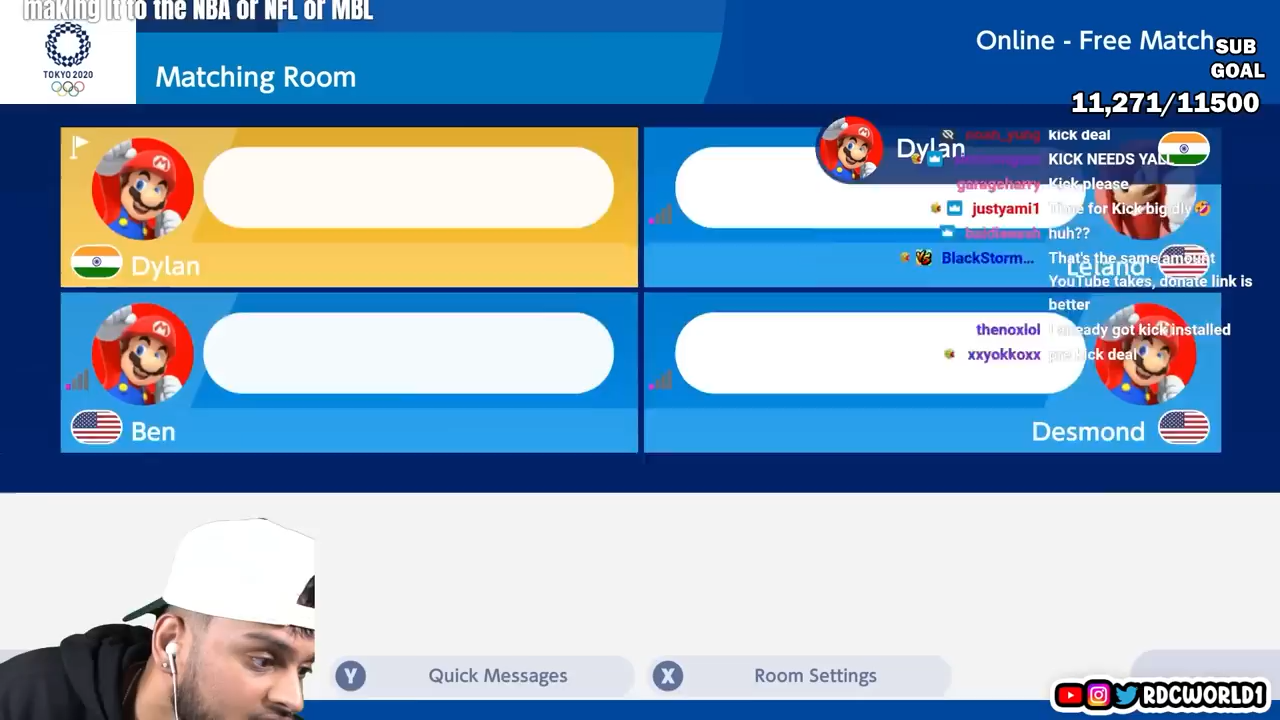 making it to the NBA or NFL or MBL
TOKYO 2020
Matching Room
Online - Free Match
SUB
GOAL
11,271/11500
Dylan
kick deal
KICK NEEDS YALL
garageharry Kick please
justyami1 Time for Kick big dly 🤣
huh??
BlackStorm... That's the same amount
YouTube takes, donate link is
better
thenoxlol I already got kick installed
xxyokkoxx kick deal
Dylan
Leland
Ben
Desmond
Y Quick Messages
X Room Settings
RDCWORLD1